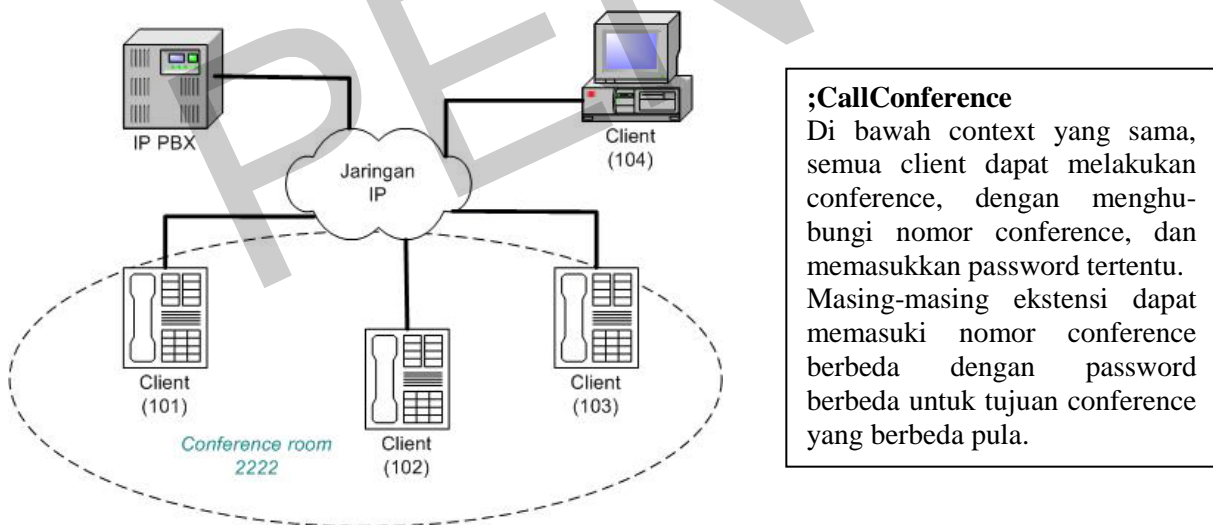 PEN
IP PBX
Client
(104)
Jaringan
IP
Client
(101)
Client
(102)
Client
(103)
Conference room
2222
;CallConference
Di bawah context yang sama,
semua client dapat melakukan
conference, dengan menghu-
bungi nomor conference, dan
memasukkan password tertentu.
Masing-masing ekstensi dapat
memasuki nomor conference
berbeda dengan password
berbeda untuk tujuan conference
yang berbeda pula.